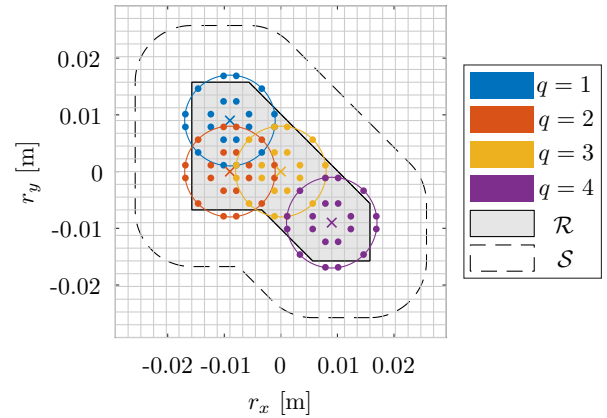 0.02
0.01
0
-0.01
-0.02
r_y [m]
-0.02 -0.01 0 0.01 0.02
r_x [m]
q = 1
q = 2
q = 3
q = 4
ℛ
𝒮